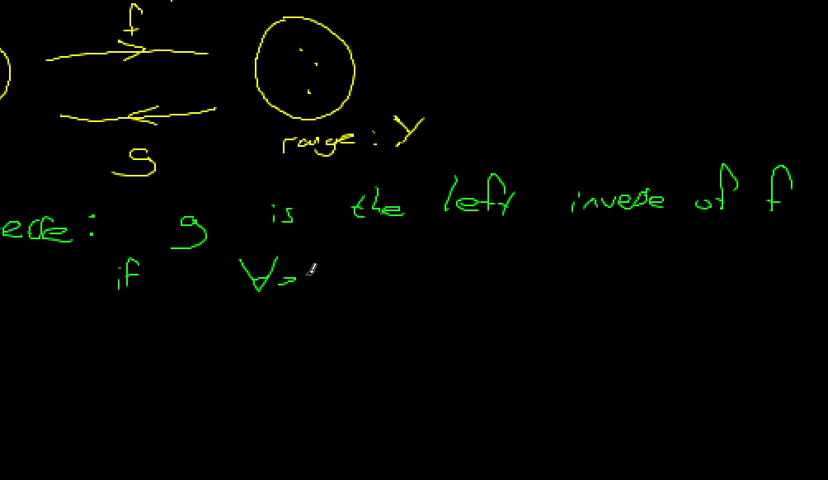 f
range : Y
g
g is the left inverse of f
if ∀